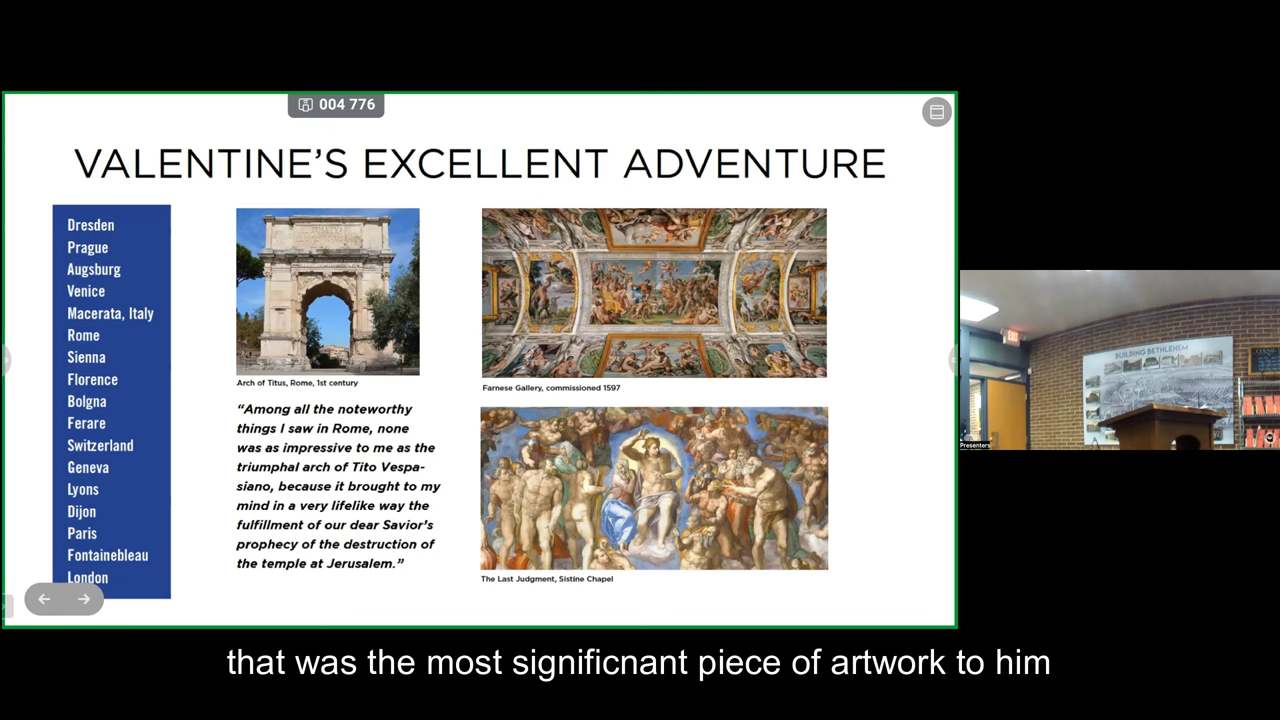 004 776
VALENTINE'S EXCELLENT ADVENTURE
Dresden
Prague
Augsburg
Venice
Macerata, Italy
Rome
Sienna
Florence
Bolgna
Ferare
Switzerland
Geneva
Lyons
Dijon
Paris
Fontainebleau
London
Arch of Titus, Rome, 1st century
“Among all the noteworthy
things I saw in Rome, none
was as impressive to me as the
triumphal arch of Tito Vespa-
siano, because it brought to my
mind in a very lifelike way the
fulfillment of our dear Savior’s
prophecy of the destruction of
the temple at Jerusalem.”
Farnese Gallery, commissioned 1597
The Last Judgment, Sistine Chapel
EXIT
BUILDING BETHLEHEM
Presenters
that was the most significnant piece of artwork to him